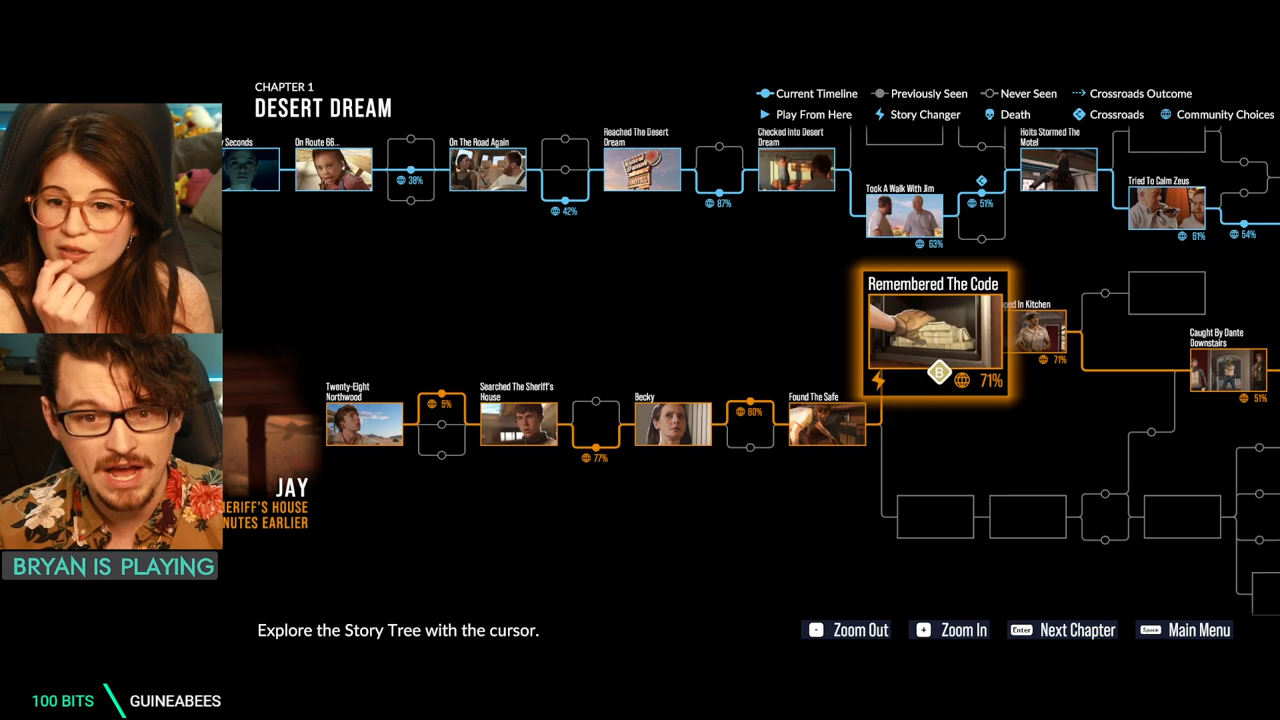 CHAPTER 1
DESERT DREAM
Current Timeline
Previously Seen
Never Seen
Crossroads Outcome
Play From Here
Story Changer
Death
Crossroads
Community Choices
Seconds
On Route 66...
38%
On The Road Again
42%
Reached The Desert
Dream
87%
Checked Into Desert
Dream
Took A Walk With Jim
63%
51%
Holts Stormed The
Motel
Tried To Calm Zeus
61%
54%
Remembered The Code
B
71%
ped In Kitchen
71%
Caught By Dante
Downstairs
51%
Twenty-Eight
Northwood
5%
Searched The Sheriff's
House
77%
Becky
80%
Found The Safe
JAY
ERIFF'S HOUSE
NUTES EARLIER
BRYAN IS PLAYING
Explore the Story Tree with the cursor.
- Zoom Out
+ Zoom In
Enter Next Chapter
Space Main Menu
100 BITS
GUINEABEES